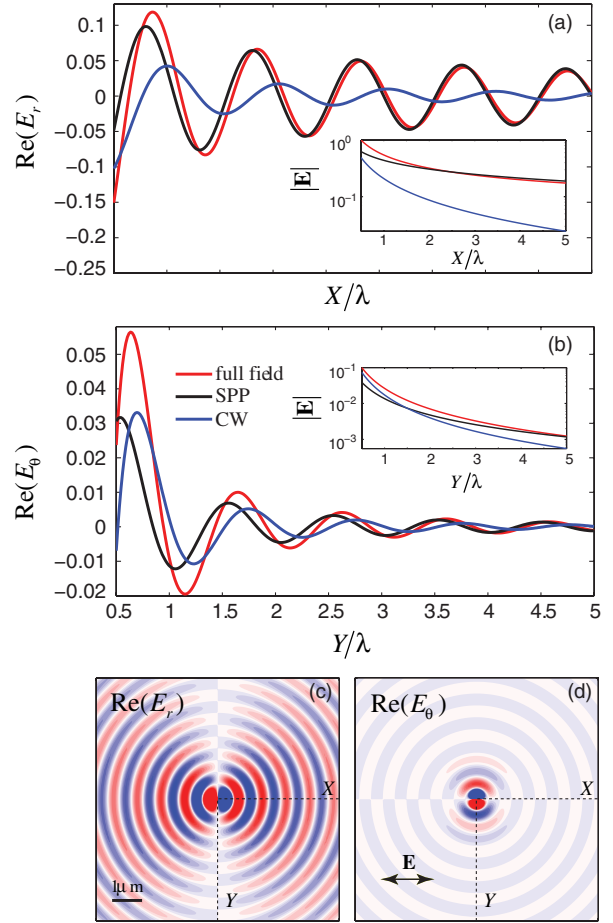 (a)
Re(E_r)
0.1
0.05
0
−0.05
−0.1
−0.15
−0.2
−0.25
|E|
10^0
10^−1
1 2 3 4 5
X/λ
X/λ
(b)
Re(E_θ)
0.05
0.04
0.03
0.02
0.01
0
−0.01
−0.02
full field
SPP
CW
|E|
10^−1
10^−2
10^−3
1 2 3 4 5
Y/λ
0.5 1 1.5 2 2.5 3 3.5 4 4.5 5
Y/λ
Re(E_r)
(c)
X
Y
1μm
Re(E_θ)
(d)
X
E
Y